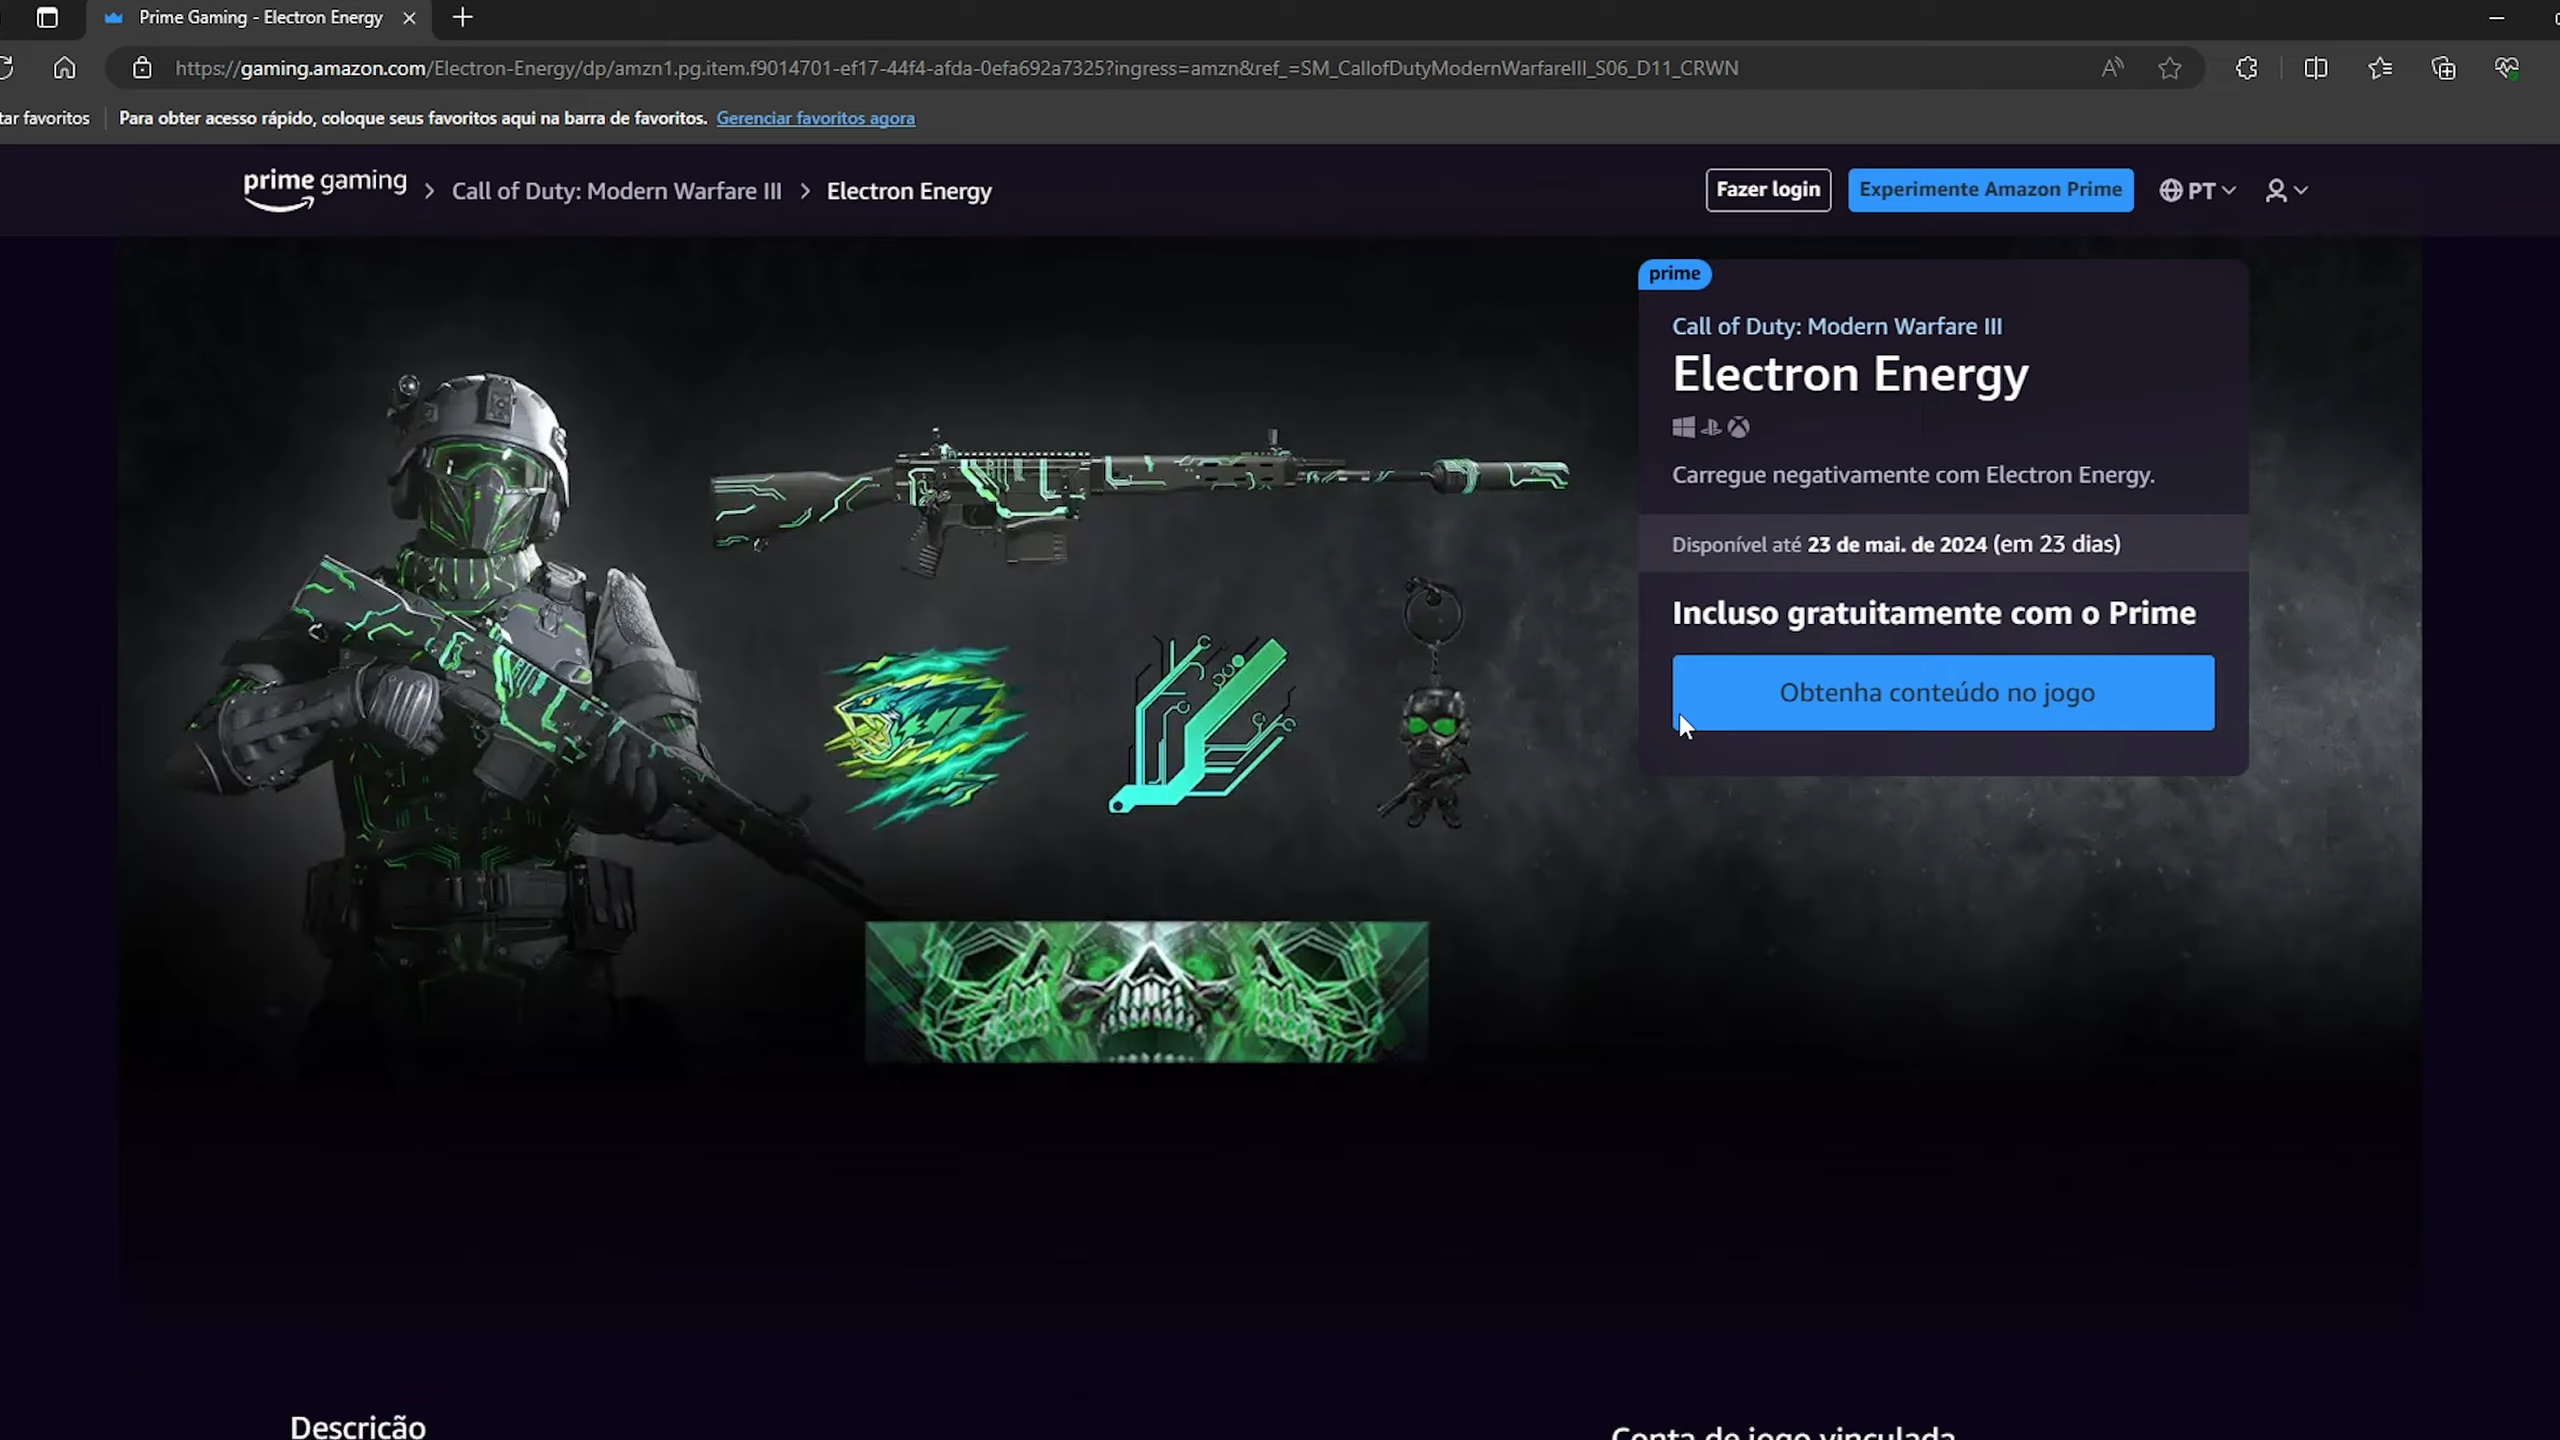 Prime Gaming - Electron Energy
https://gaming.amazon.com/Electron-Energy/dp/amzn1.pg.item.f9014701-ef17-44f4-afda-0efa692a7325?ingress=amzn&ref_=SM_CallofDutyModernWarfareIII_S06_D11_CRWN
tar favoritos
Para obter acesso rápido, coloque seus favoritos aqui na barra de favoritos. Gerenciar favoritos agora
prime gaming > Call of Duty: Modern Warfare III > Electron Energy
Fazer login
Experimente Amazon Prime
PT
prime
Call of Duty: Modern Warfare III
Electron Energy
Carregue negativamente com Electron Energy.
Disponível até 23 de mai. de 2024 (em 23 dias)
Incluso gratuitamente com o Prime
Obtenha conteúdo no jogo
Descrição
Conta de jogo vinculada